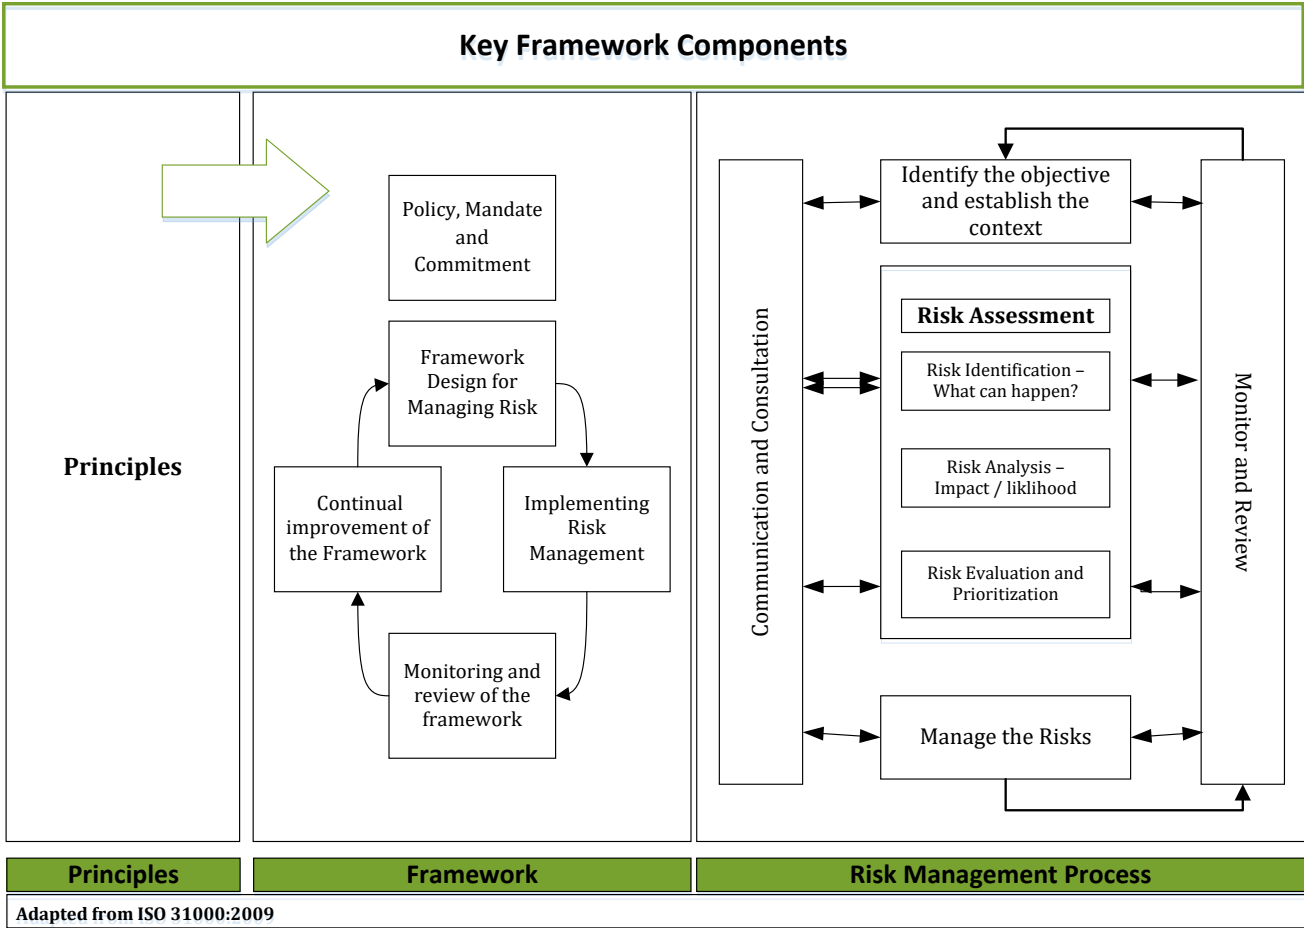 Key Framework Components
Principles
Policy, Mandate
and
Commitment
Framework
Design for
Managing Risk
Continual
improvement of
the Framework
Implementing
Risk
Management
Monitoring and
review of the
framework
Communication and Consultation
Identify the objective
and establish the
context
Risk Assessment
Risk Identification –
What can happen?
Risk Analysis –
Impact / liklihood
Risk Evaluation and
Prioritization
Manage the Risks
Monitor and Review
Principles
Framework
Risk Management Process
Adapted from ISO 31000:2009